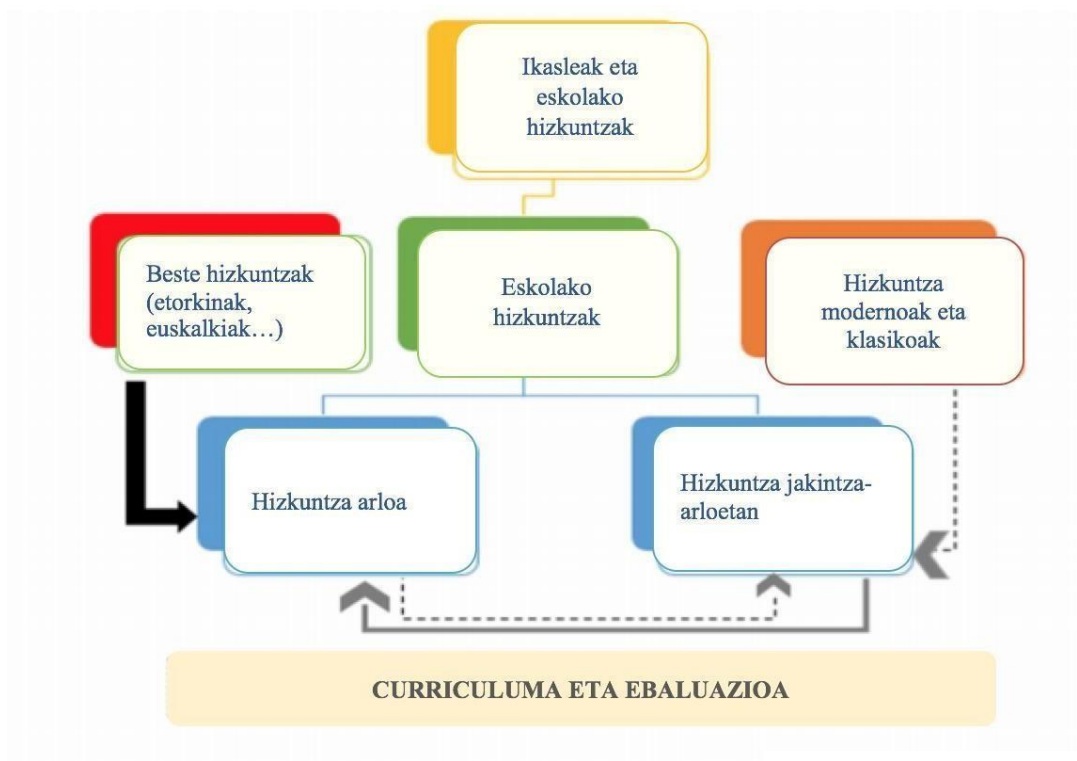 Ikasleak eta
eskolako
hizkuntzak
Beste hizkuntzak
(etorkinak,
euskalkiak…)
Eskolako
hizkuntzak
Hizkuntza
modernoak eta
klasikoak
Hizkuntza arloa
Hizkuntza jakintza-
arloetan
CURRICULUMA ETA EBALUAZIOA